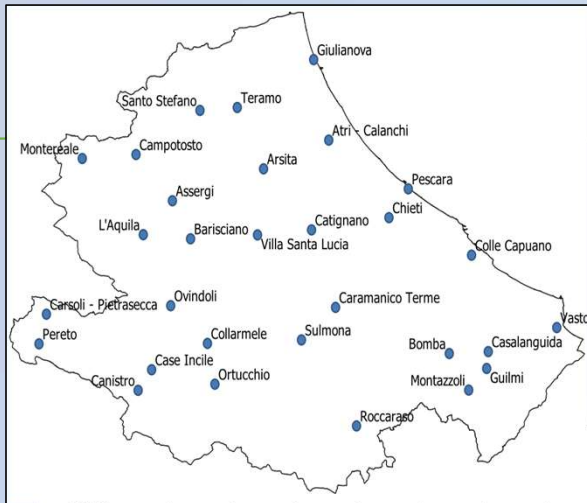 Giulianova
Santo Stefano
Teramo
Atri - Calanchi
Montereale
Campotosto
Arsita
Pescara
Assergi
Chieti
L'Aquila
Barisciano
Villa Santa Lucia
Catignano
Colle Capuano
Ovindoli
Caramanico Terme
Carsoli - Pietrasecca
Vasto
Pereto
Collarmele
Sulmona
Bomba
Casalanguida
Case Incile
Canistro
Ortucchio
Montazzoli
Guilmi
Roccaraso